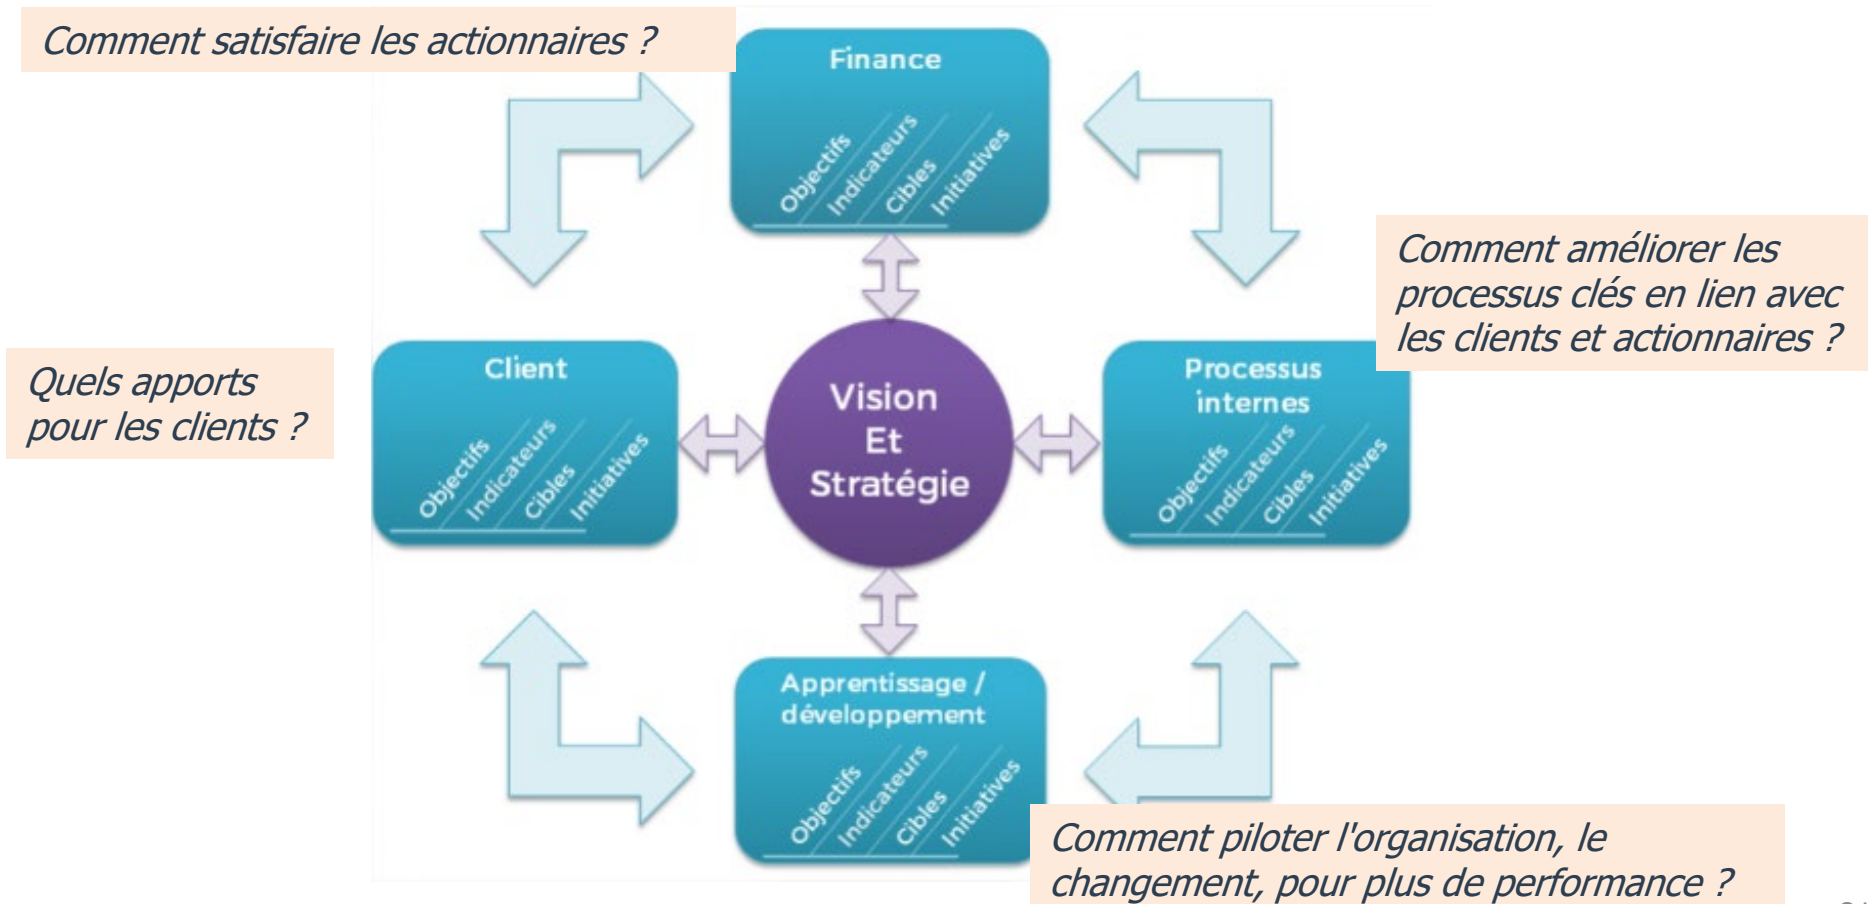 Comment satisfaire les actionnaires ?
Finance
Objectifs
Indicateurs
Cibles
Initiatives
Comment améliorer les
processus clés en lien avec
les clients et actionnaires ?
Quels apports
pour les clients ?
Client
Objectifs
Indicateurs
Cibles
Initiatives
Vision
Et
Stratégie
Processus
internes
Objectifs
Indicateurs
Cibles
Initiatives
Apprentissage /
développement
Objectifs
Indicateurs
Cibles
Initiatives
Comment piloter l'organisation, le
changement, pour plus de performance ?